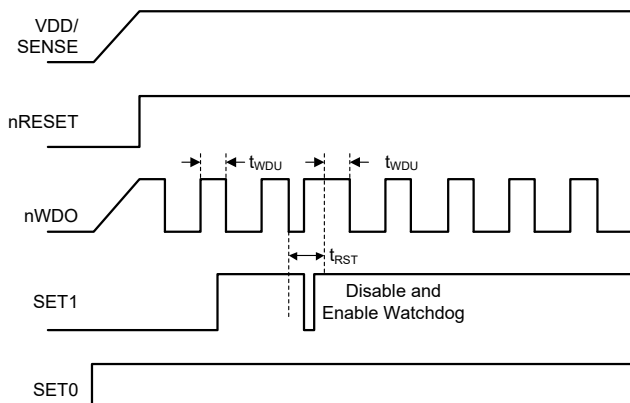 VDD/
SENSE
nRESET
tWDU
tWDU
nWDO
tRST
SET1
Disable and
Enable Watchdog
SET0